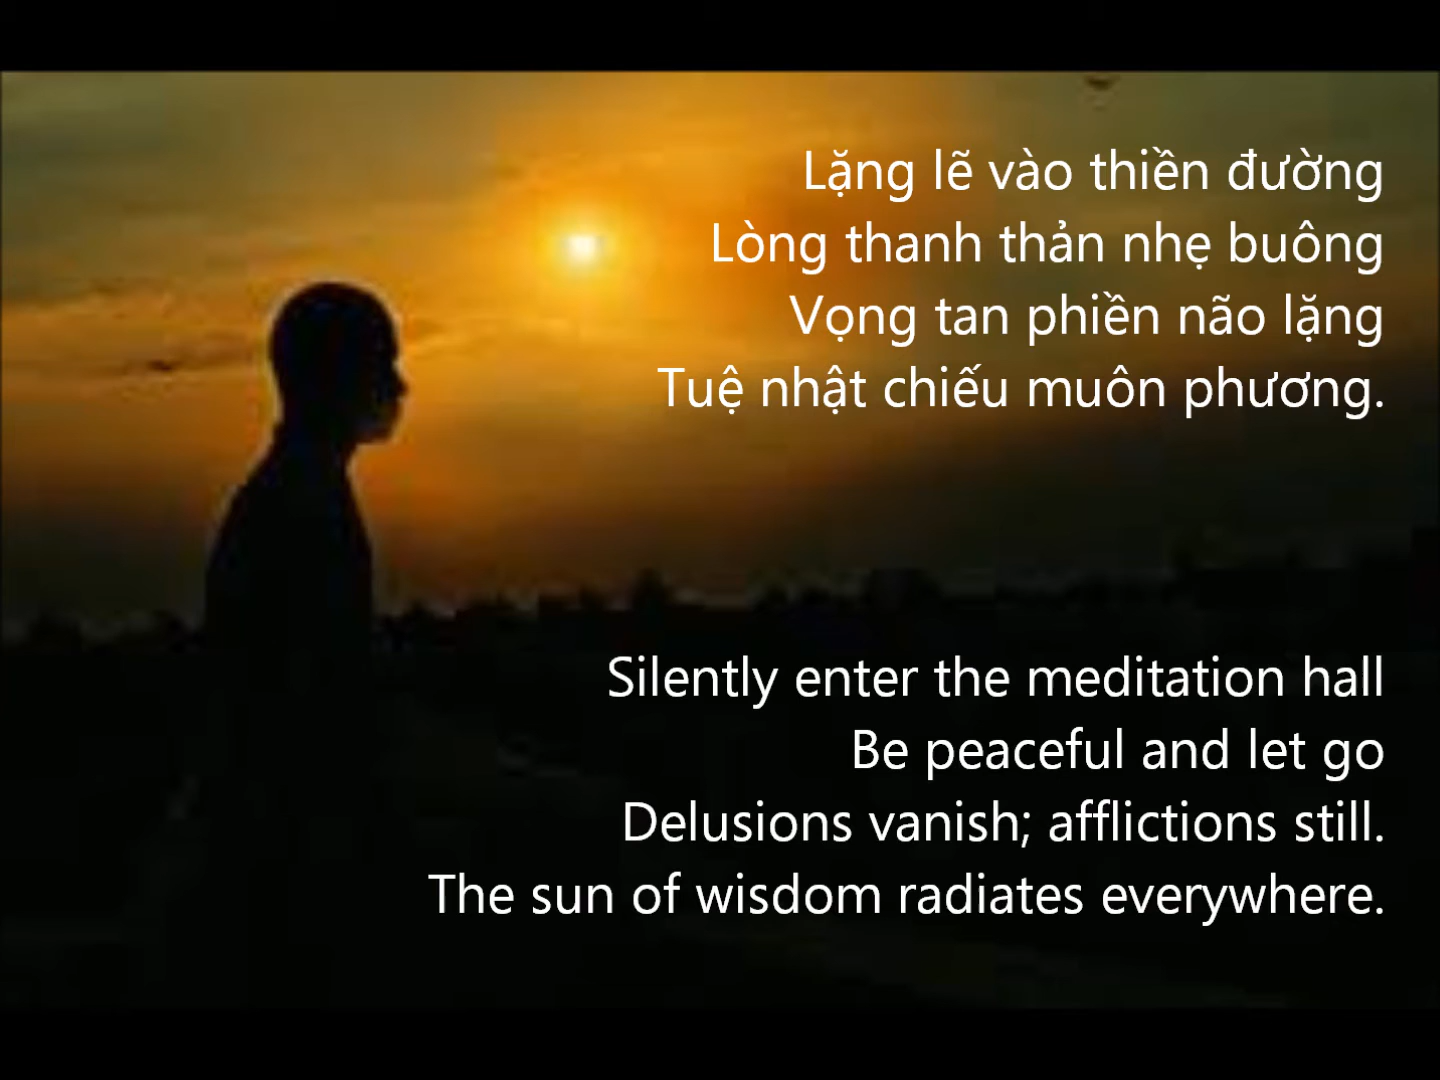 Lặng lẽ vào thiền đường
Lòng thanh thản nhẹ buông
Vọng tan phiền não lặng
Tuệ nhật chiếu muôn phương.
Silently enter the meditation hall
Be peaceful and let go
Delusions vanish; afflictions still.
The sun of wisdom radiates everywhere.